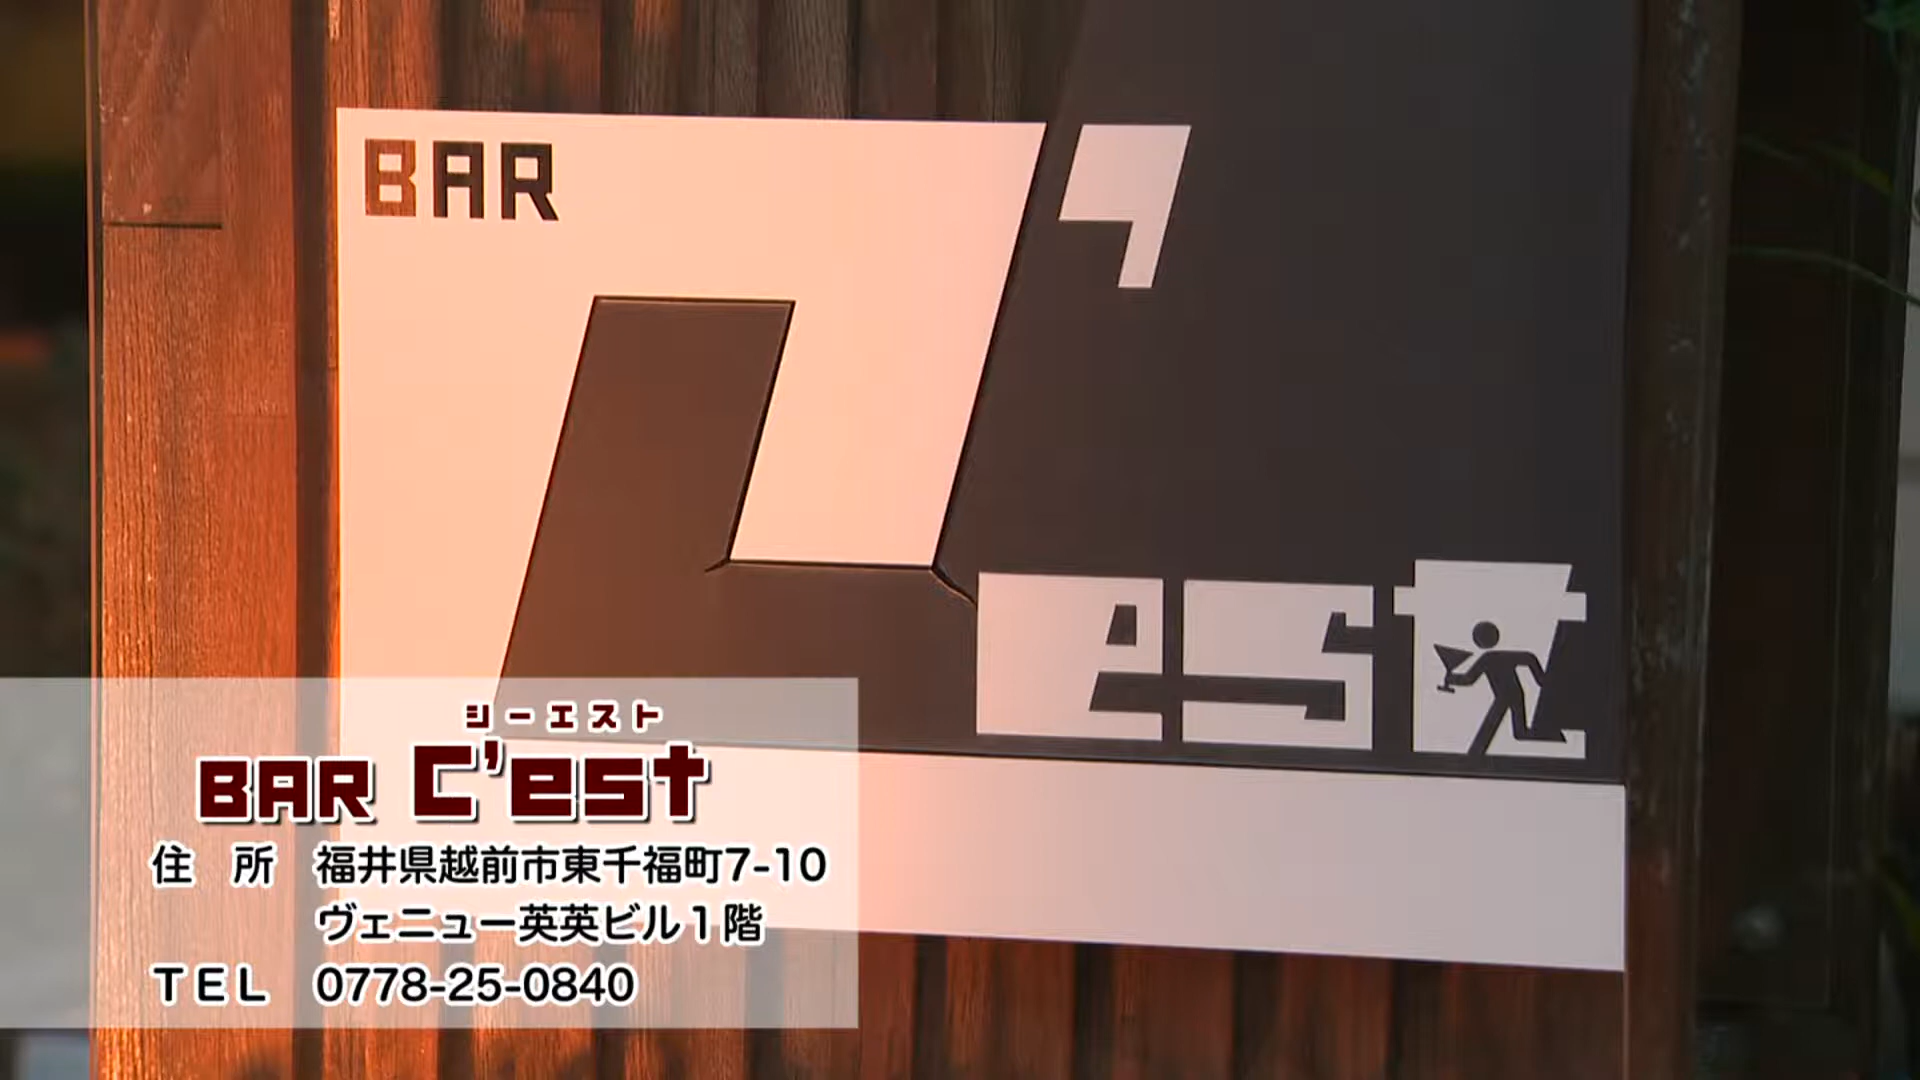 BAR
C'est
シーエスト
BAR C'est
住 所 福井県越前市東千福町7-10
ヴェニュー英英ビル1階
TEL 0778-25-0840